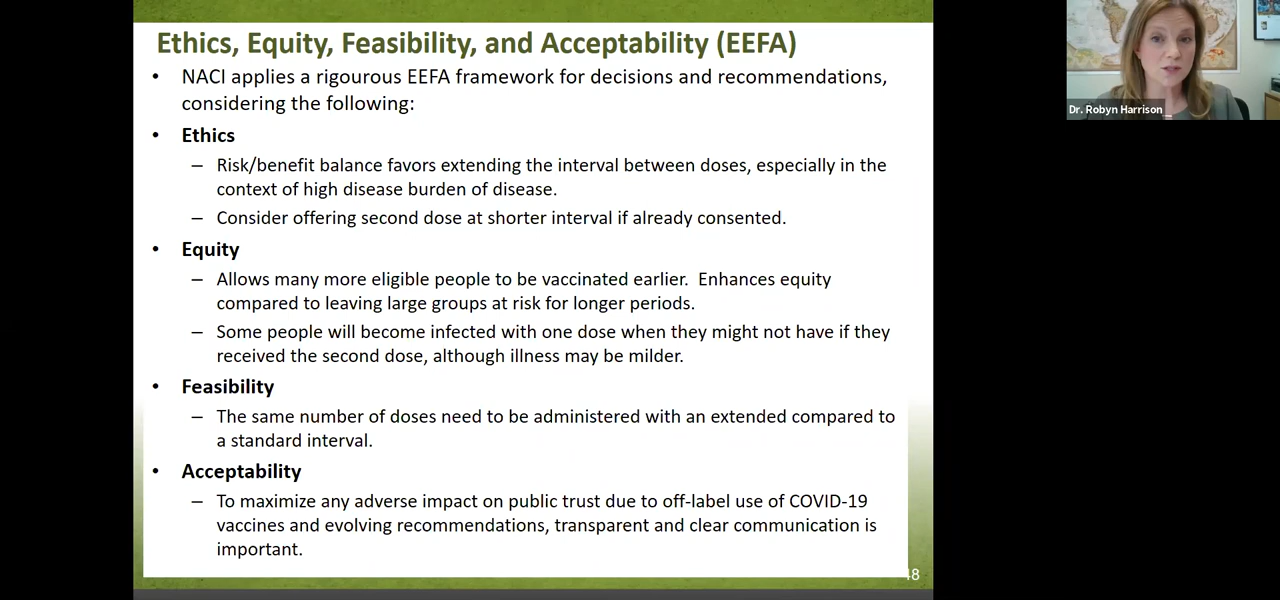 Ethics, Equity, Feasibility, and Acceptability (EEFA)
• NACI applies a rigourous EEFA framework for decisions and recommendations,
considering the following:
• Ethics
– Risk/benefit balance favors extending the interval between doses, especially in the
context of high disease burden of disease.
– Consider offering second dose at shorter interval if already consented.
• Equity
– Allows many more eligible people to be vaccinated earlier. Enhances equity
compared to leaving large groups at risk for longer periods.
– Some people will become infected with one dose when they might not have if they
received the second dose, although illness may be milder.
• Feasibility
– The same number of doses need to be administered with an extended compared to
a standard interval.
• Acceptability
– To maximize any adverse impact on public trust due to off-label use of COVID-19
vaccines and evolving recommendations, transparent and clear communication is
important.
48
Dr. Robyn Harrison__